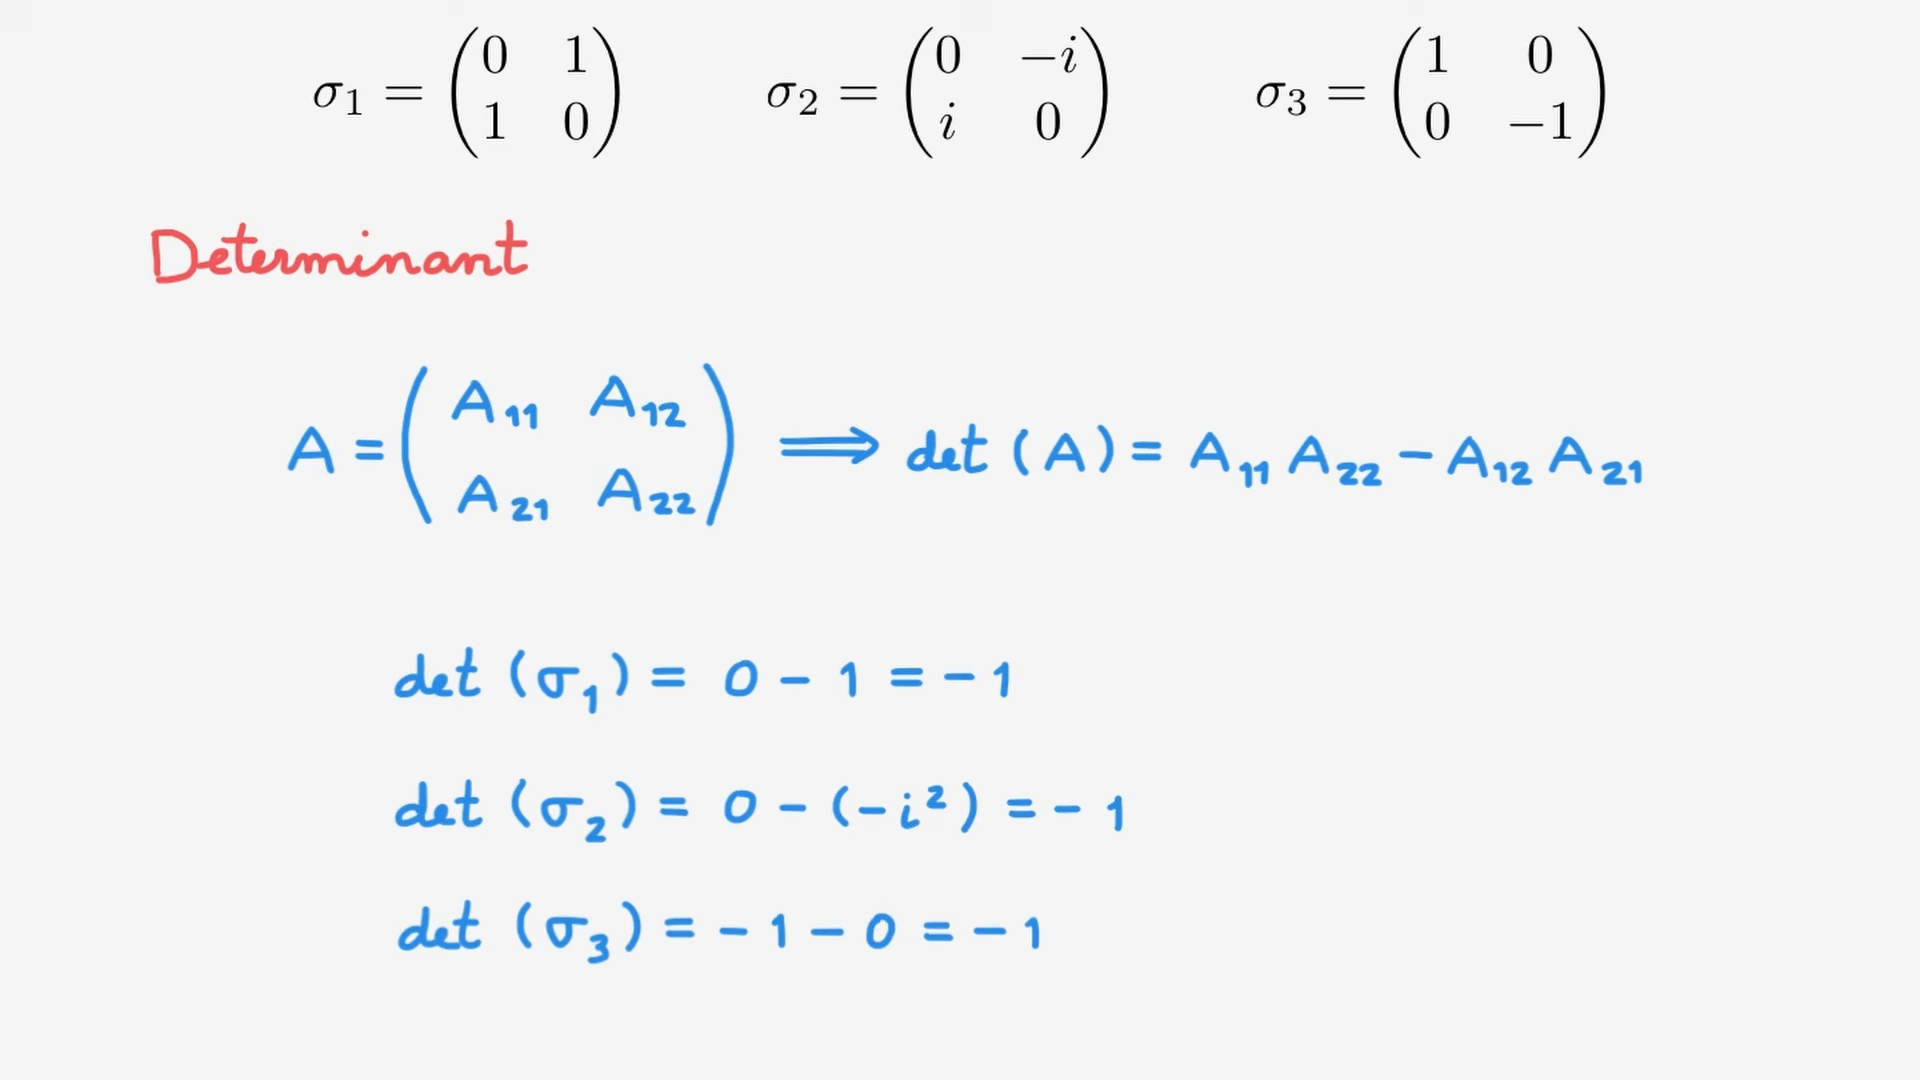 σ₁ = (0 1; 1 0) σ₂ = (0 −i; i 0) σ₃ = (1 0; 0 −1)
Determinant
A = (A₁₁ A₁₂; A₂₁ A₂₂) ⟹ det (A) = A₁₁ A₂₂ − A₁₂ A₂₁
det (σ₁) = 0 − 1 = − 1
det (σ₂) = 0 − (−i²) = − 1
det (σ₃) = − 1 − 0 = − 1